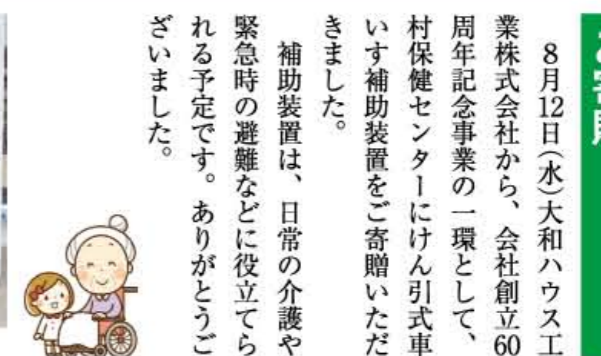 ８月12日（水）大和ハウス工
業株式会社から、会社創立60
周年記念事業の一環として、
村保健センターにけん引式車
いす補助装置をご寄贈いただ
きました。
補助装置は、日常の介護や
緊急時の避難などに役立てら
れる予定です。ありがとうご
ざいました。